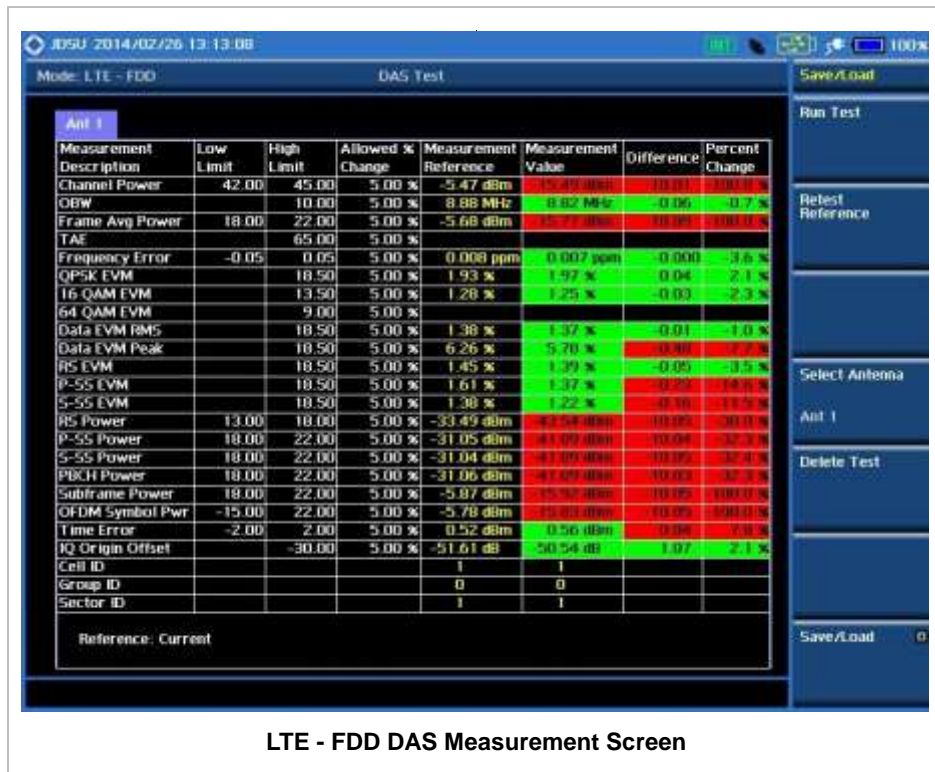 JDSU 2014/02/26 13:13:08 100%
Mode: LTE - FDD DAS Test Save/Load
Ant 1
Run Test
Measurement Description Low Limit High Limit Allowed % Change Measurement Reference Measurement Value Difference Percent Change
Channel Power 42.00 45.00 5.00 % -5.47 dBm
OBW 10.00 5.00 % 8.88 MHz 8.82 MHz -0.06 -0.7 %
Retest Reference
Frame Avg Power 18.00 22.00 5.00 % -5.68 dBm
TAE 65.00 5.00 %
Frequency Error -0.05 0.05 5.00 % 0.008 ppm 0.007 ppm -0.000 -3.6 %
QPSK EVM 18.50 5.00 % 1.93 % 1.97 % 0.04 2.1 %
16 QAM EVM 13.50 5.00 % 1.28 % 1.25 % -0.03 -2.3 %
64 QAM EVM 9.00 5.00 %
Data EVM RMS 18.50 5.00 % 1.38 % 1.37 % -0.01 -1.0 %
Data EVM Peak 18.50 5.00 % 6.26 % 5.78 %
RS EVM 18.50 5.00 % 1.45 % 1.39 % -0.05 -3.5 %
Select Antenna
P-SS EVM 18.50 5.00 % 1.61 % 1.37 %
S-SS EVM 18.50 5.00 % 1.38 % 1.22 %
Ant 1
RS Power 13.00 18.00 5.00 % -33.49 dBm
P-SS Power 18.00 22.00 5.00 % -31.05 dBm
S-SS Power 18.00 22.00 5.00 % -31.04 dBm
Delete Test
PBCH Power 18.00 22.00 5.00 % -31.06 dBm
Subframe Power 18.00 22.00 5.00 % -5.87 dBm
OFDM Symbol Pwr -15.00 22.00 5.00 % -5.78 dBm
Time Error -2.00 2.00 5.00 % 0.52 dBm 0.56 dBm 0.04
IQ Origin Offset -30.00 5.00 % -51.61 dB -50.54 dB 1.07 2.1 %
Cell ID 1 1
Group ID 0 0
Sector ID 1 1
Reference: Current
Save/Load
LTE - FDD DAS Measurement Screen